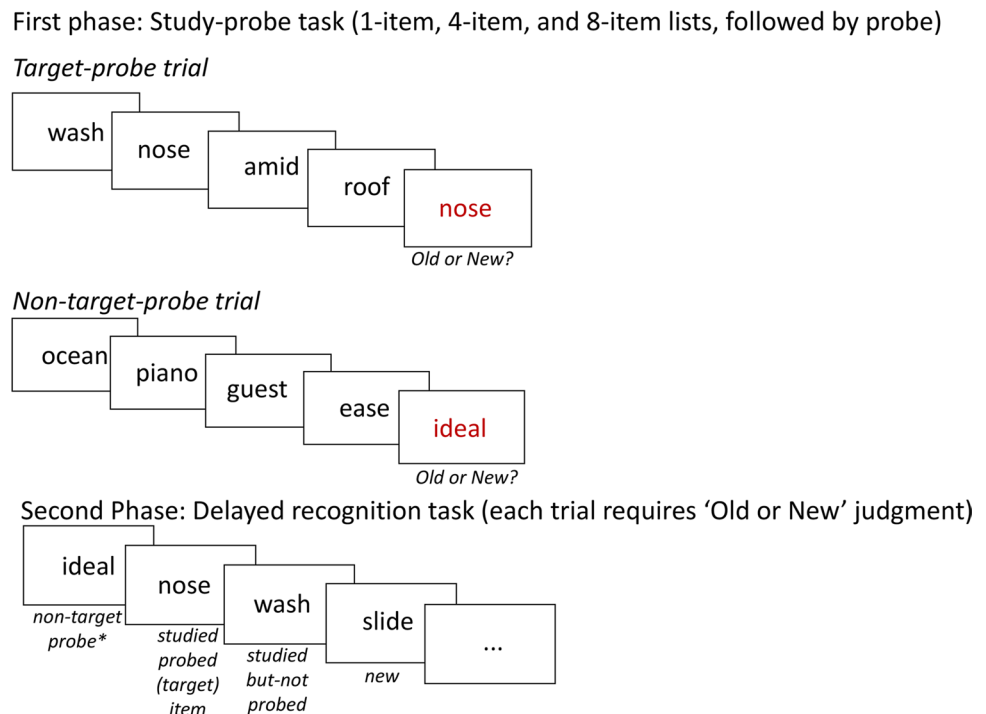 First phase: Study-probe task (1-item, 4-item, and 8-item lists, followed by probe)
Target-probe trial
wash
nose
amid
roof
nose
Old or New?
Non-target-probe trial
ocean
piano
guest
ease
ideal
Old or New?
Second Phase: Delayed recognition task (each trial requires ‘Old or New’ judgment)
ideal
non-target
probe*
nose
studied
probed
(target)
item
wash
studied
but-not
probed
slide
new
...